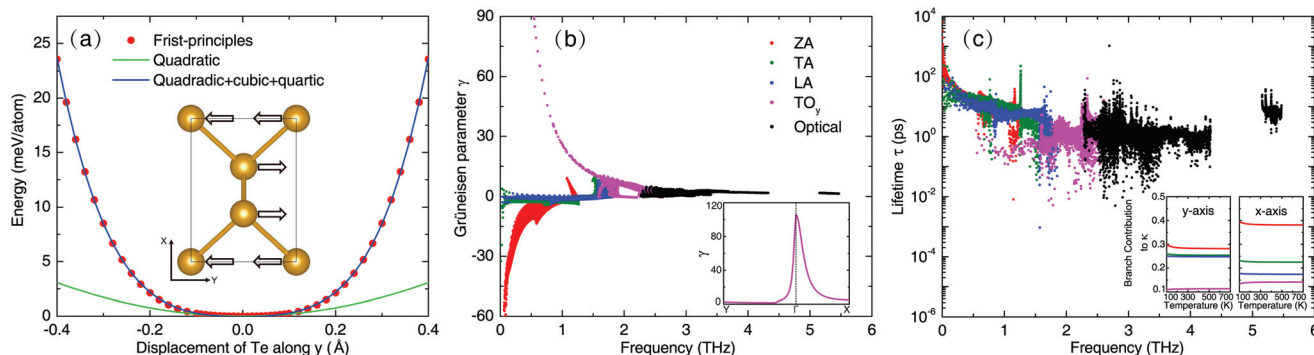 (a)
Frist-principles
Quadratic
Quadradic+cubic+quartic
Energy (meV/atom)
25
20
15
10
5
0
X
Y
-0.4 -0.2 0.0 0.2 0.4
Displacement of Te along y (Å)
(b)
ZA
TA
LA
TOy
Optical
Grüneisen parameter γ
90
60
30
0
-30
-60
γ
120
80
40
0
Y Γ X
0 1 2 3 4 5 6
Frequency (THz)
(c)
Lifetime τ (ps)
10^6
10^4
10^2
10^0
10^-2
10^-4
10^-6
Branch Contribution
to κ
0.5
0.4
0.3
0.2
0.1
y-axis x-axis
100 300 500 700 100 300 500 700
Temperature (K) Temperature (K)
0 1 2 3 4 5 6
Frequency (THz)